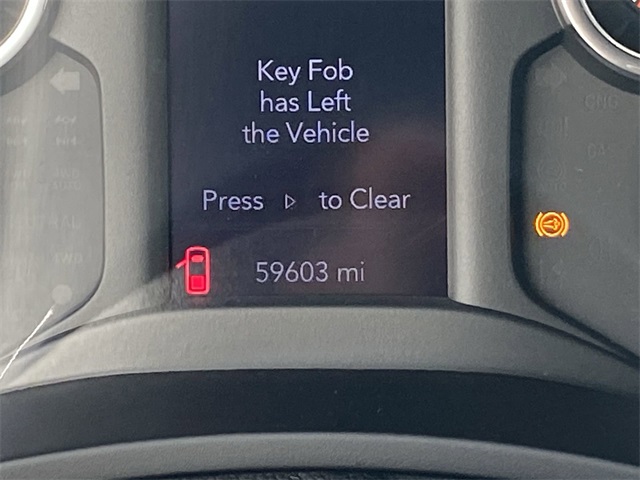 Key Fob
has Left
the Vehicle
Press ▷ to Clear
59603 mi